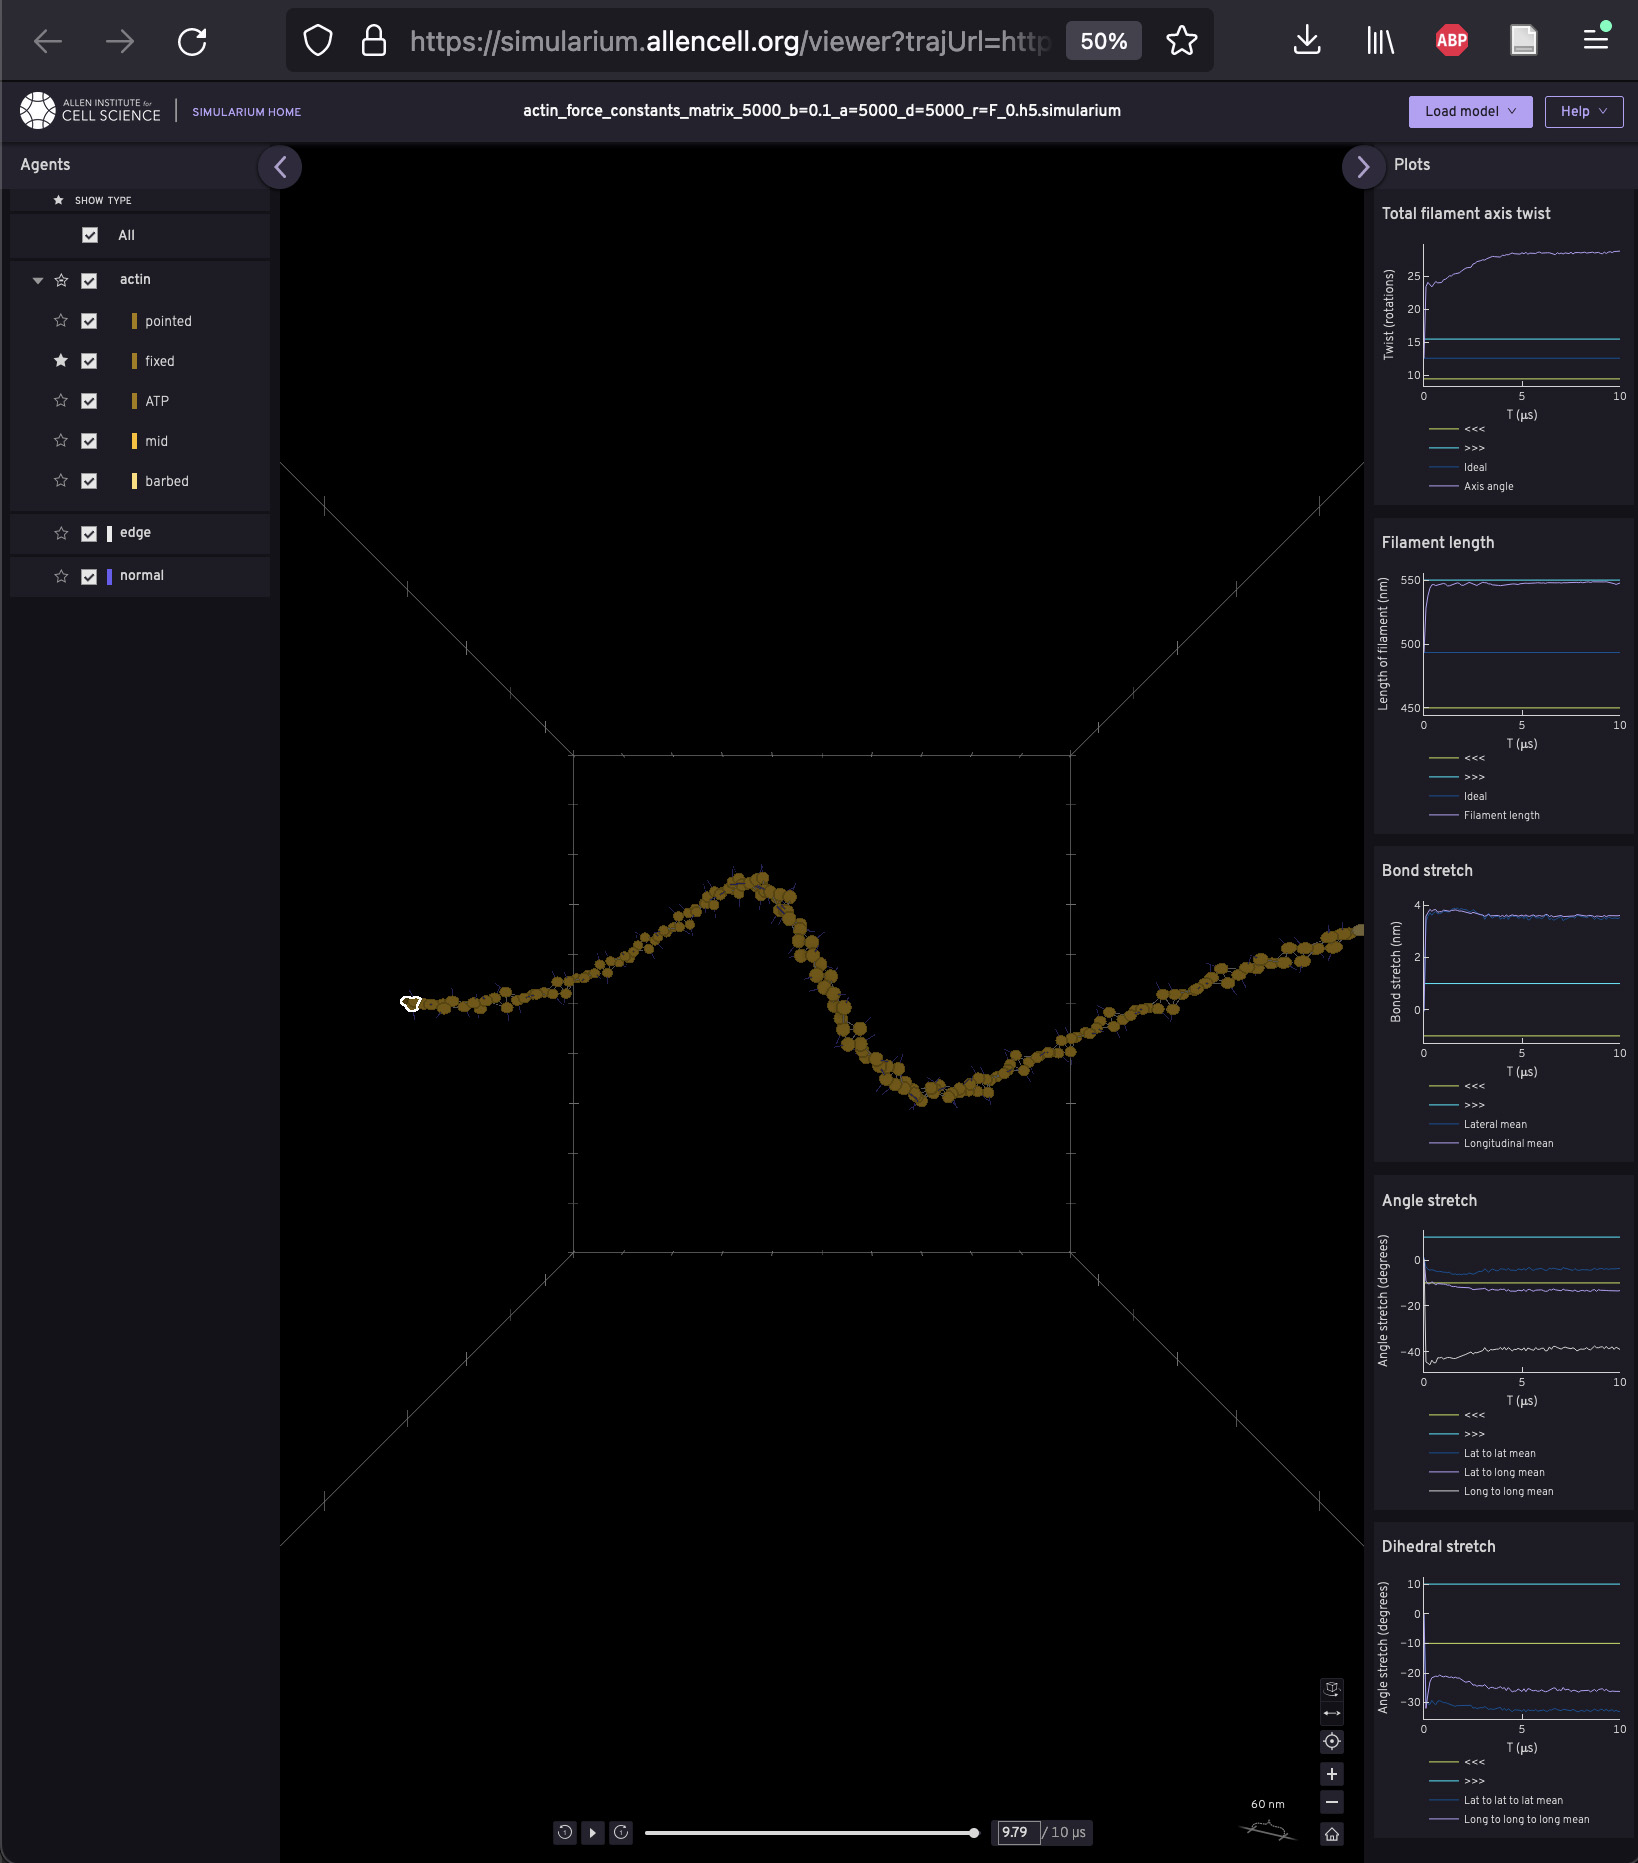 https://simularium.allencell.org/viewer?trajUrl=http
50%
ABP
ALLEN INSTITUTE for
CELL SCIENCE
SIMULARIUM HOME
actin_force_constants_matrix_5000_b=0.1_a=5000_d=5000_r=F_0.h5.simularium
Load model
Help
Agents
SHOW TYPE
All
actin
pointed
fixed
ATP
mid
barbed
edge
normal
Plots
Total filament axis twist
Twist (rotations)
25
20
15
10
0 5 10
T (µs)
<<<
>>>
Ideal
Axis angle
Filament length
Length of filament (nm)
550
500
450
0 5 10
T (µs)
<<<
>>>
Ideal
Filament length
Bond stretch
Bond stretch (nm)
4
2
0
0 5 10
T (µs)
<<<
>>>
Lateral mean
Longitudinal mean
Angle stretch
Angle stretch (degrees)
0
−20
−40
0 5 10
T (µs)
<<<
>>>
Lat to lat mean
Lat to long mean
Long to long mean
Dihedral stretch
Angle stretch (degrees)
10
0
−10
−20
−30
0 5 10
T (µs)
<<<
>>>
Lat to lat to lat mean
Long to long to long mean
60 nm
1
1
9.79 / 10 µs